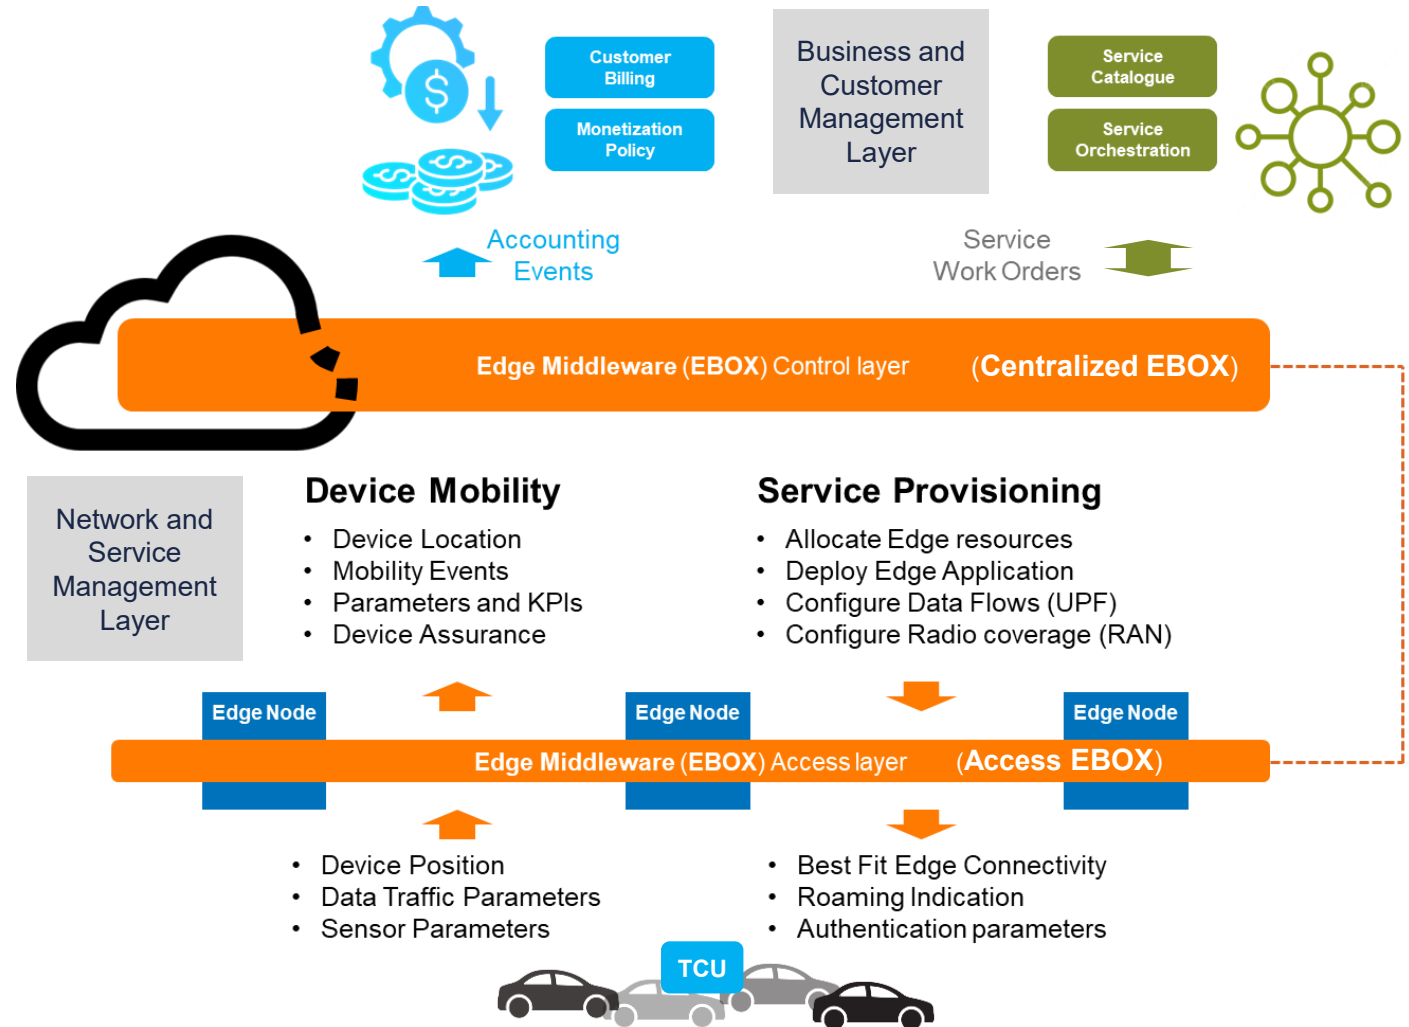 Customer
Billing
Monetization
Policy
Business and
Customer
Management
Layer
Service
Catalogue
Service
Orchestration
$
Accounting
Events
Service
Work Orders
Edge Middleware (EBOX) Control layer (Centralized EBOX)
Network and
Service
Management
Layer
Device Mobility
• Device Location
• Mobility Events
• Parameters and KPIs
• Device Assurance
Service Provisioning
• Allocate Edge resources
• Deploy Edge Application
• Configure Data Flows (UPF)
• Configure Radio coverage (RAN)
Edge Node
Edge Node
Edge Node
Edge Middleware (EBOX) Access layer (Access EBOX)
• Device Position
• Data Traffic Parameters
• Sensor Parameters
• Best Fit Edge Connectivity
• Roaming Indication
• Authentication parameters
TCU